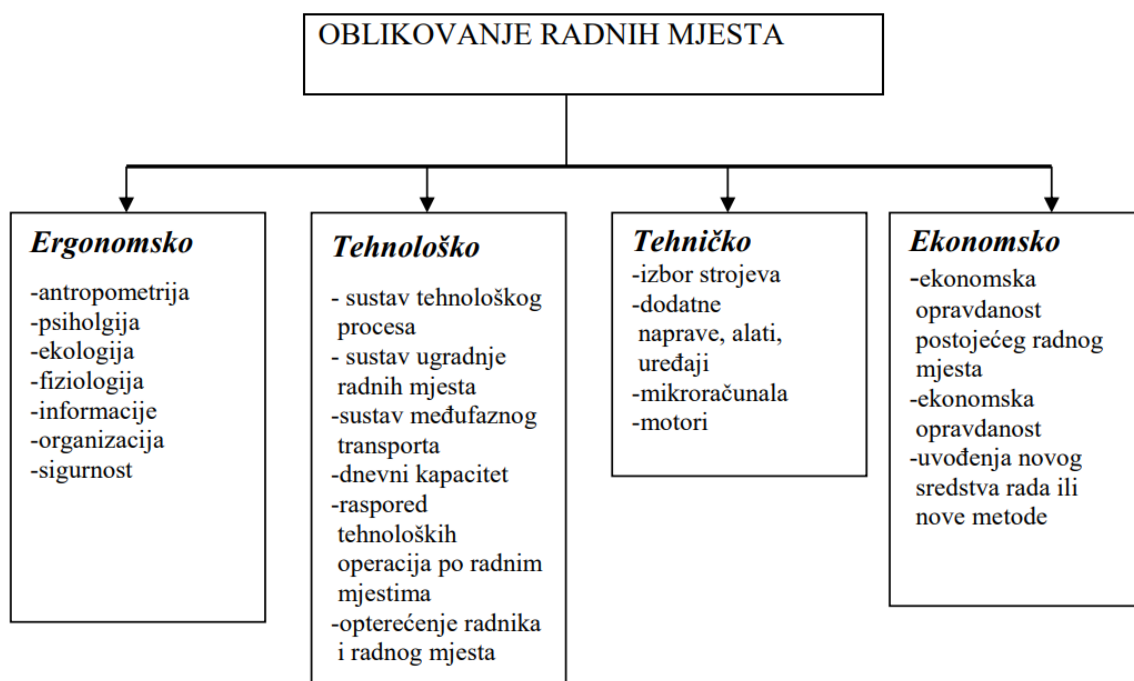 OBLIKOVANJE RADNIH MJESTA
Ergonomsko
-antropometrija
-psiholgija
-ekologija
-fiziologija
-informacije
-organizacija
-sigurnost
Tehnološko
- sustav tehnološkog
procesa
- sustav ugradnje
radnih mjesta
-sustav međufaznog
transporta
-dnevni kapacitet
-raspored
tehnoloških
operacija po radnim
mjestima
-opterećenje radnika
i radnog mjesta
Tehničko
-izbor strojeva
-dodatne
naprave, alati,
uređaji
-mikroračunala
-motori
Ekonomsko
-ekonomska
opravdanost
postojećeg radnog
mjesta
-ekonomska
opravdanost
-uvođenja novog
sredstva rada ili
nove metode